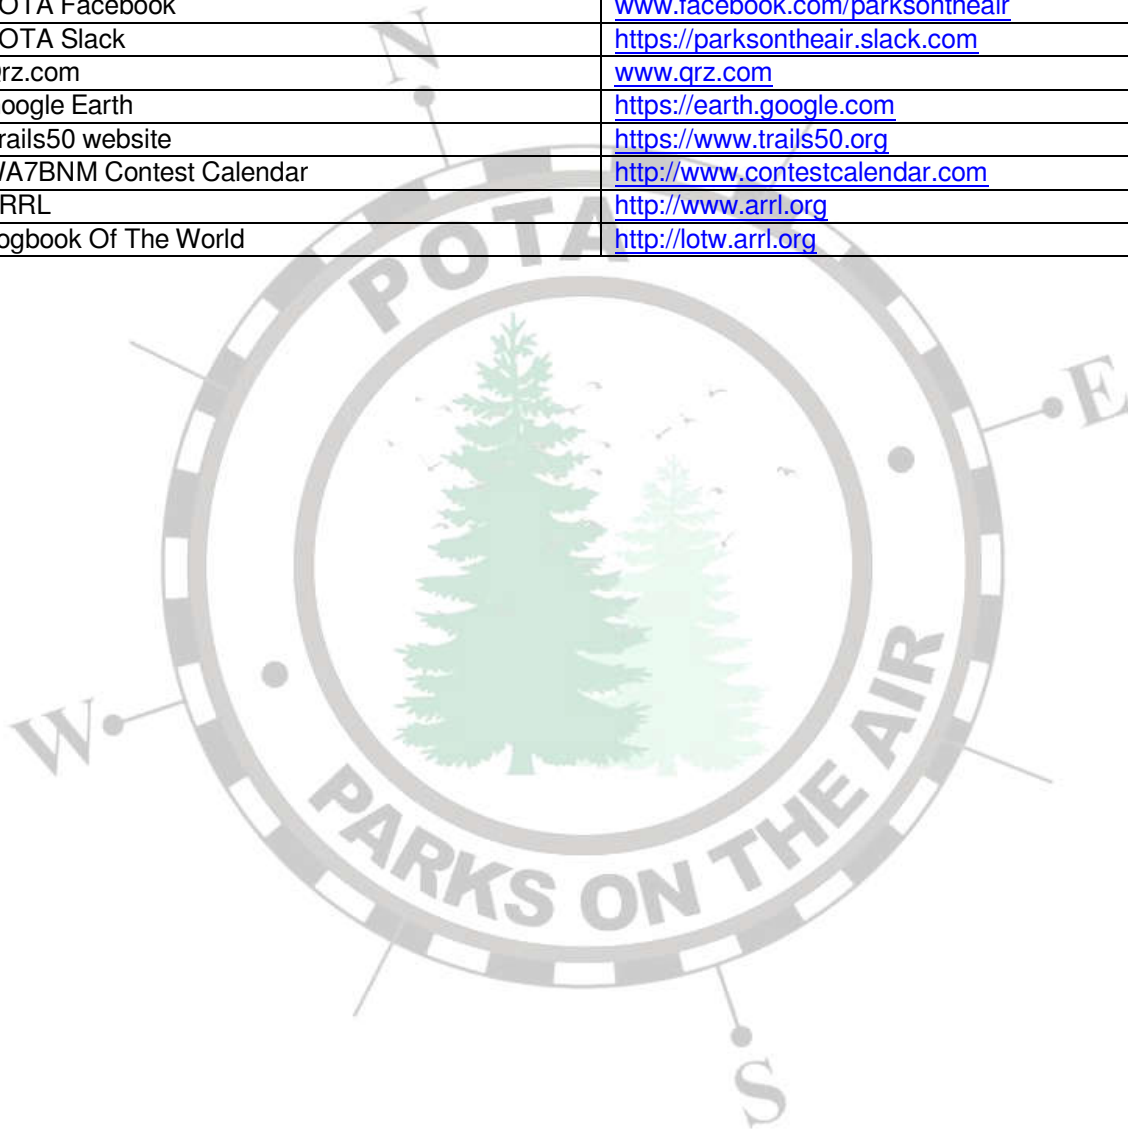 OTA Facebook www.facebook.com/parksontheair
OTA Slack https://parksontheair.slack.com
rz.com www.qrz.com
oogle Earth https://earth.google.com
rails50 website https://www.trails50.org
WA7BNM Contest Calendar http://www.contestcalendar.com
RRL http://www.arrl.org
ogbook Of The World http://lotw.arrl.org
N
POTA
E
W
PARKS ON THE AIR
S